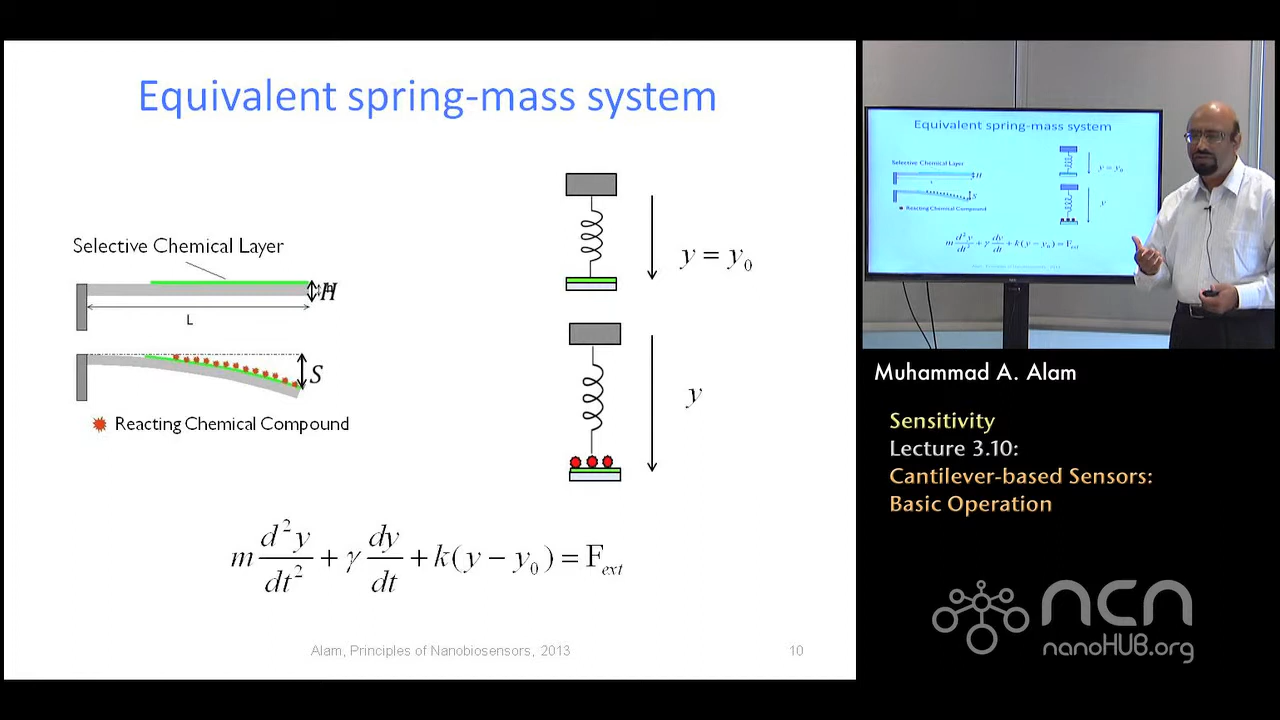 Equivalent spring-mass system
Selective Chemical Layer
H
L
S
Reacting Chemical Compound
y = y₀
y
m d²y/dt² + γ dy/dt + k(y − y₀) = F_ext
Alam, Principles of Nanobiosensors, 2013
10
Equivalent spring-mass system
Selective Chemical Layer
H
S
Reacting Chemical Compound
y = y₀
y
m d²y/dt² + γ dy/dt + k(y − y₀) = F_ext
Muhammad A. Alam
Sensitivity
Lecture 3.10:
Cantilever-based Sensors:
Basic Operation
ncn
nanoHUB.org